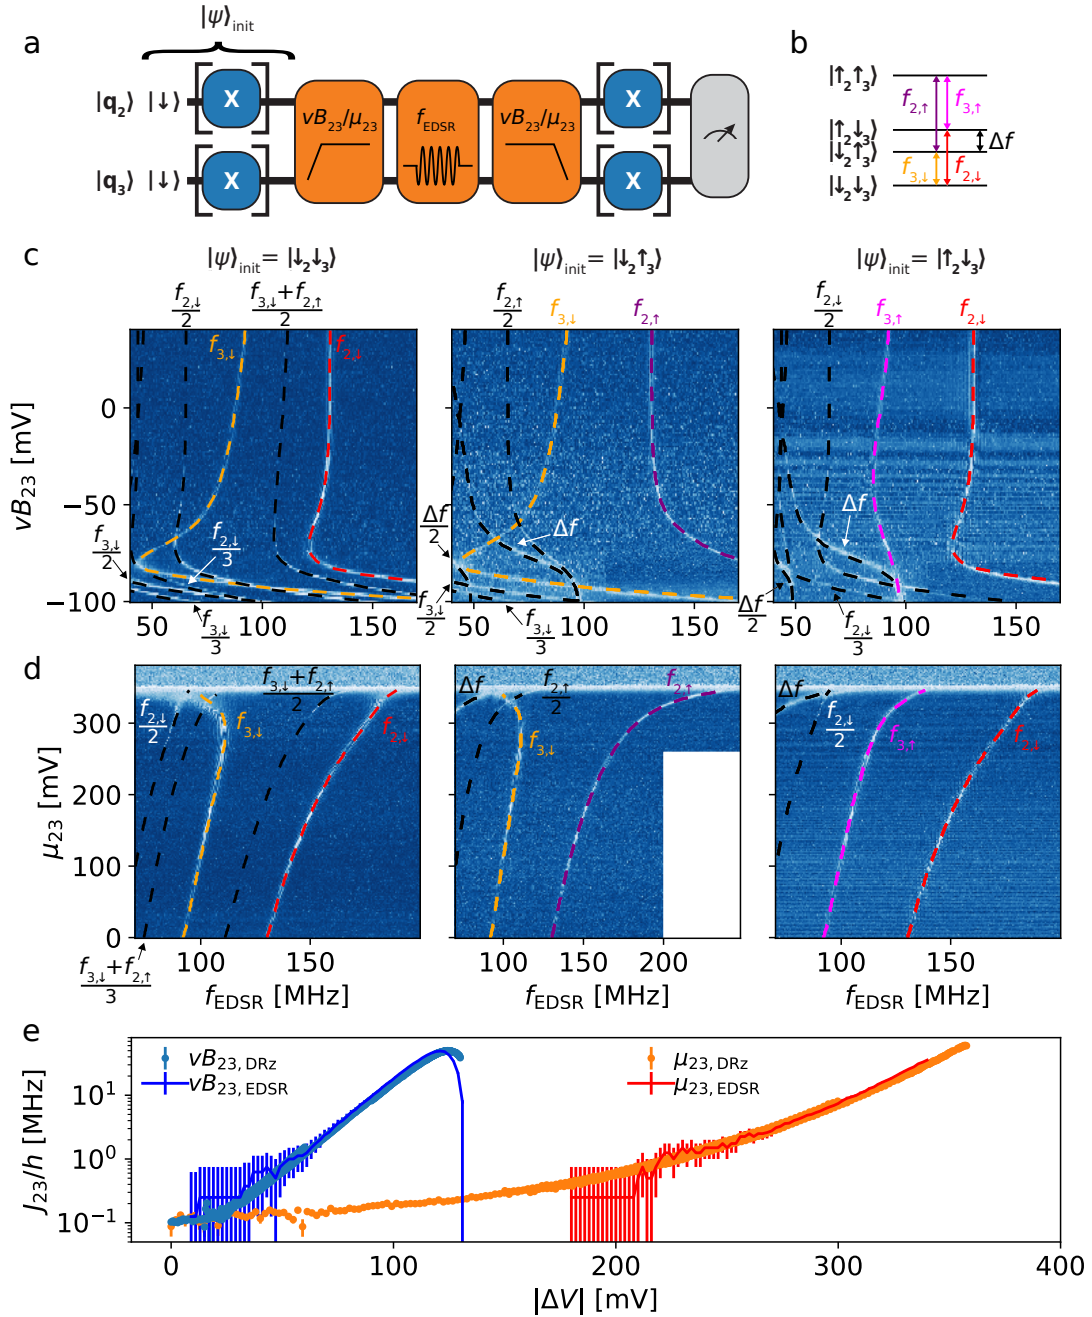 a
|ψ⟩init
|q2⟩ |↓⟩
X
vB23/μ23
fEDSR
vB23/μ23
X
|q3⟩ |↓⟩
X
X
b
|↑2↑3⟩
|↑2↓3⟩
|↓2↑3⟩
|↓2↓3⟩
f2,↑
f3,↑
Δf
f3,↓
f2,↓
c
|ψ⟩init = |↓2↓3⟩
|ψ⟩init = |↓2↑3⟩
|ψ⟩init = |↑2↓3⟩
f2,↓/2
f3,↓+f2,↑/2
f3,↓
f2,↓
f2,↑/2
f3,↓
f2,↑
f2,↓/2
f3,↑
f2,↓
vB23 [mV]
0
−50
−100
f3,↓/2
f2,↓/3
f3,↓/3
Δf/2
Δf
f3,↓/2
f3,↓/3
Δf
Δf/2
f2,↓/3
50 100 150
50 100 150
50 100 150
d
μ23 [mV]
300
200
100
0
f2,↓/2
f3,↓
f3,↓+f2,↑/2
f2,↓
f3,↓+f2,↑/3
Δf
f2,↑/2
f3,↓
f2,↑
Δf
f2,↓/2
f3,↑
f2,↓
100 150
100 150 200
100 150
fEDSR [MHz]
fEDSR [MHz]
fEDSR [MHz]
e
J23/h [MHz]
10^1
10^0
10^−1
vB23, DRz
vB23, EDSR
μ23, DRz
μ23, EDSR
0 100 200 300 400
|ΔV| [mV]